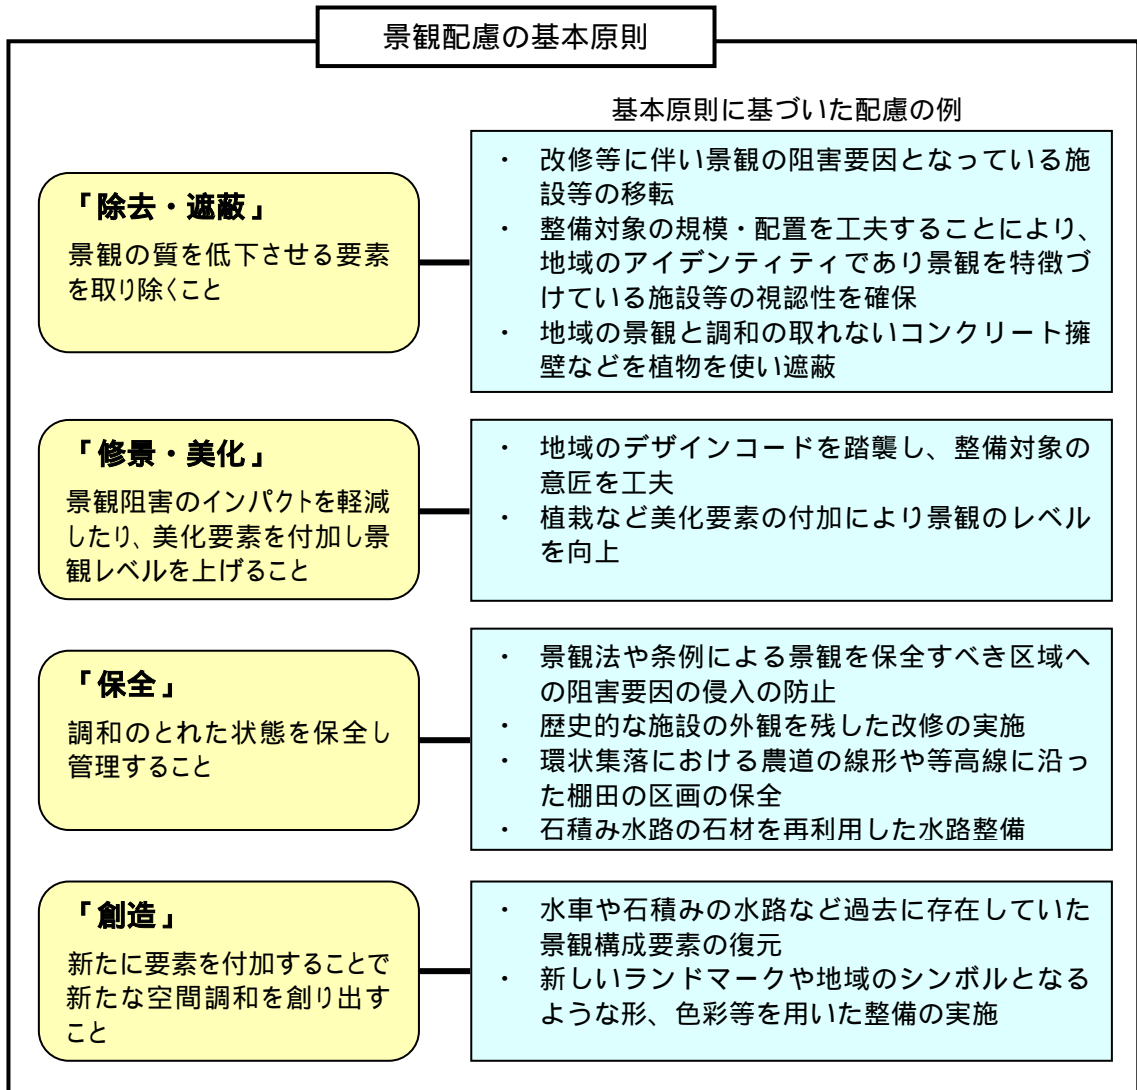 景観配慮の基本原則
基本原則に基づいた配慮の例
「除去・遮蔽」
景観の質を低下させる要素
を取り除くこと
・ 改修等に伴い景観の阻害要因となっている施
設等の移転
・ 整備対象の規模・配置を工夫することにより、
地域のアイデンティティであり景観を特徴づ
けている施設等の視認性を確保
・ 地域の景観と調和の取れないコンクリート擁
壁などを植物を使い遮蔽
「修景・美化」
景観阻害のインパクトを軽減
したり、美化要素を付加し景
観レベルを上げること
・ 地域のデザインコードを踏襲し、整備対象の
意匠を工夫
・ 植栽など美化要素の付加により景観のレベル
を向上
「保全」
調和のとれた状態を保全し
管理すること
・ 景観法や条例による景観を保全すべき区域へ
の阻害要因の侵入の防止
・ 歴史的な施設の外観を残した改修の実施
・ 環状集落における農道の線形や等高線に沿っ
た棚田の区画の保全
・ 石積み水路の石材を再利用した水路整備
「創造」
新たに要素を付加することで
新たな空間調和を創り出す
こと
・ 水車や石積みの水路など過去に存在していた
景観構成要素の復元
・ 新しいランドマークや地域のシンボルとなる
ような形、色彩等を用いた整備の実施